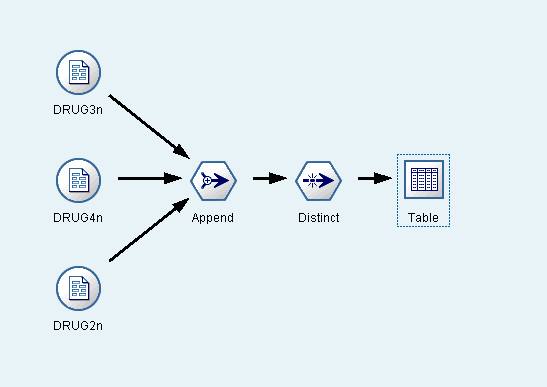 DRUG3n
DRUG4n
Append
Distinct
Table
DRUG2n